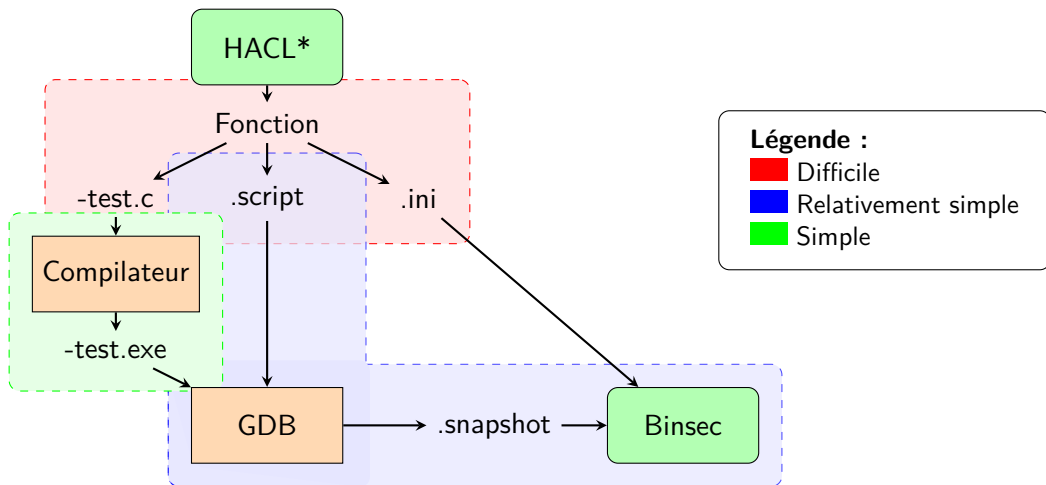 HACL*
Fonction
-test.c
.script
.ini
Compilateur
-test.exe
GDB
.snapshot
Binsec
Légende :
Difficile
Relativement simple
Simple